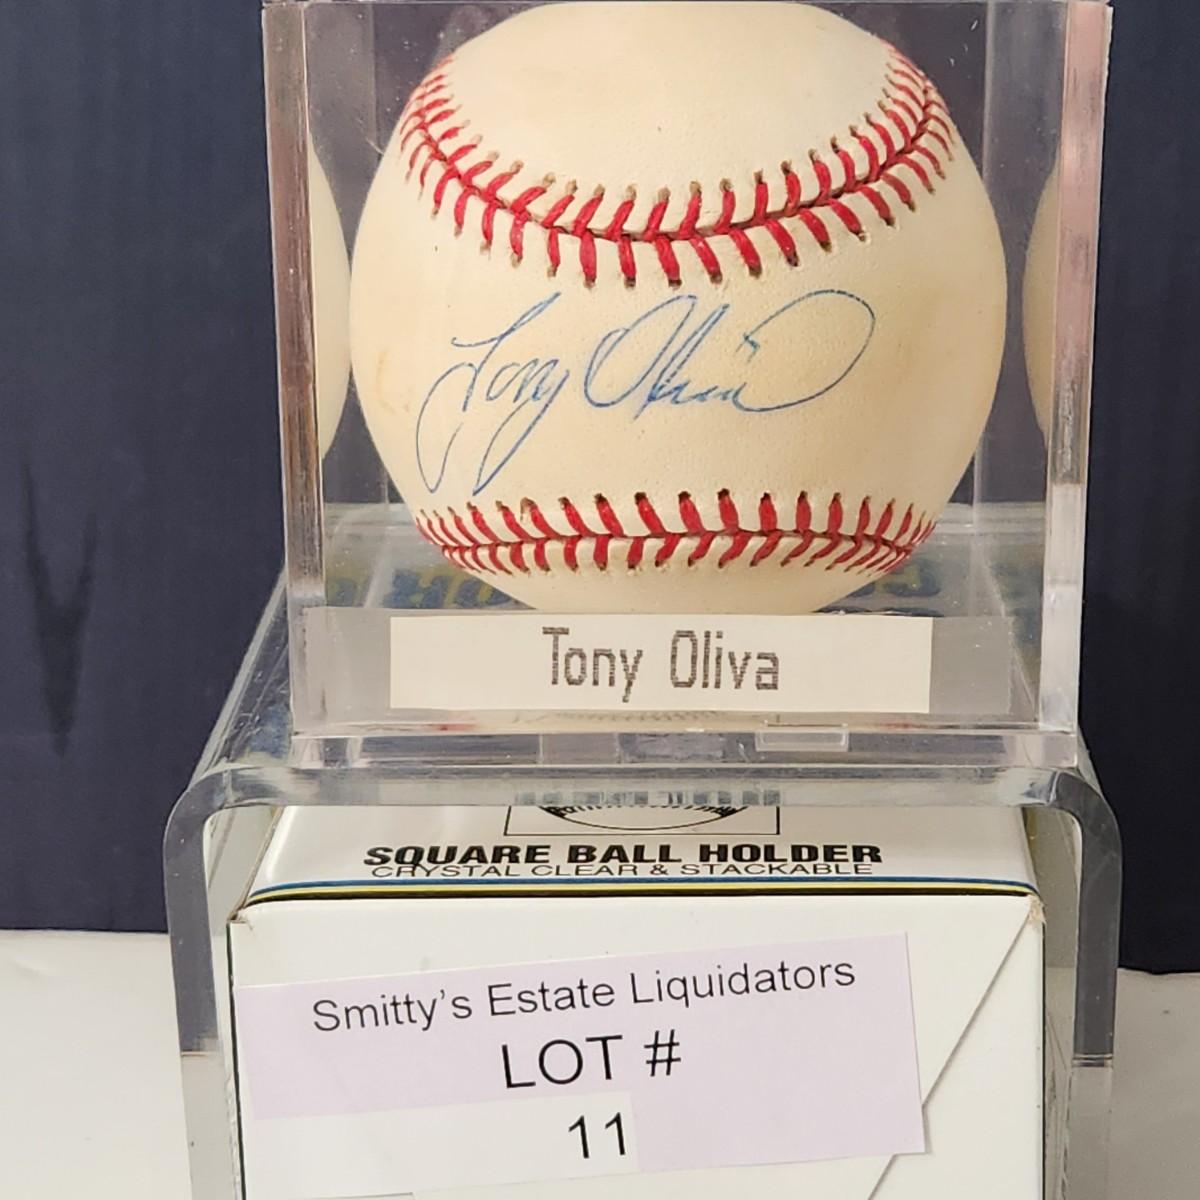 Tony Oliva
Tony Oliva
SQUARE BALL HOLDER
CRYSTAL CLEAR & STACKABLE
Smitty's Estate Liquidators
LOT #
11